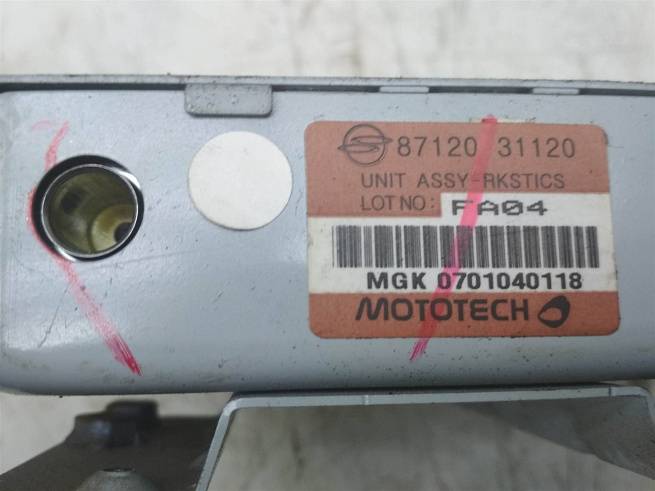 87120 31120
UNIT ASSY-RKSTICS
LOT NO: FA04
MGK 0701040118
MOTOTECH